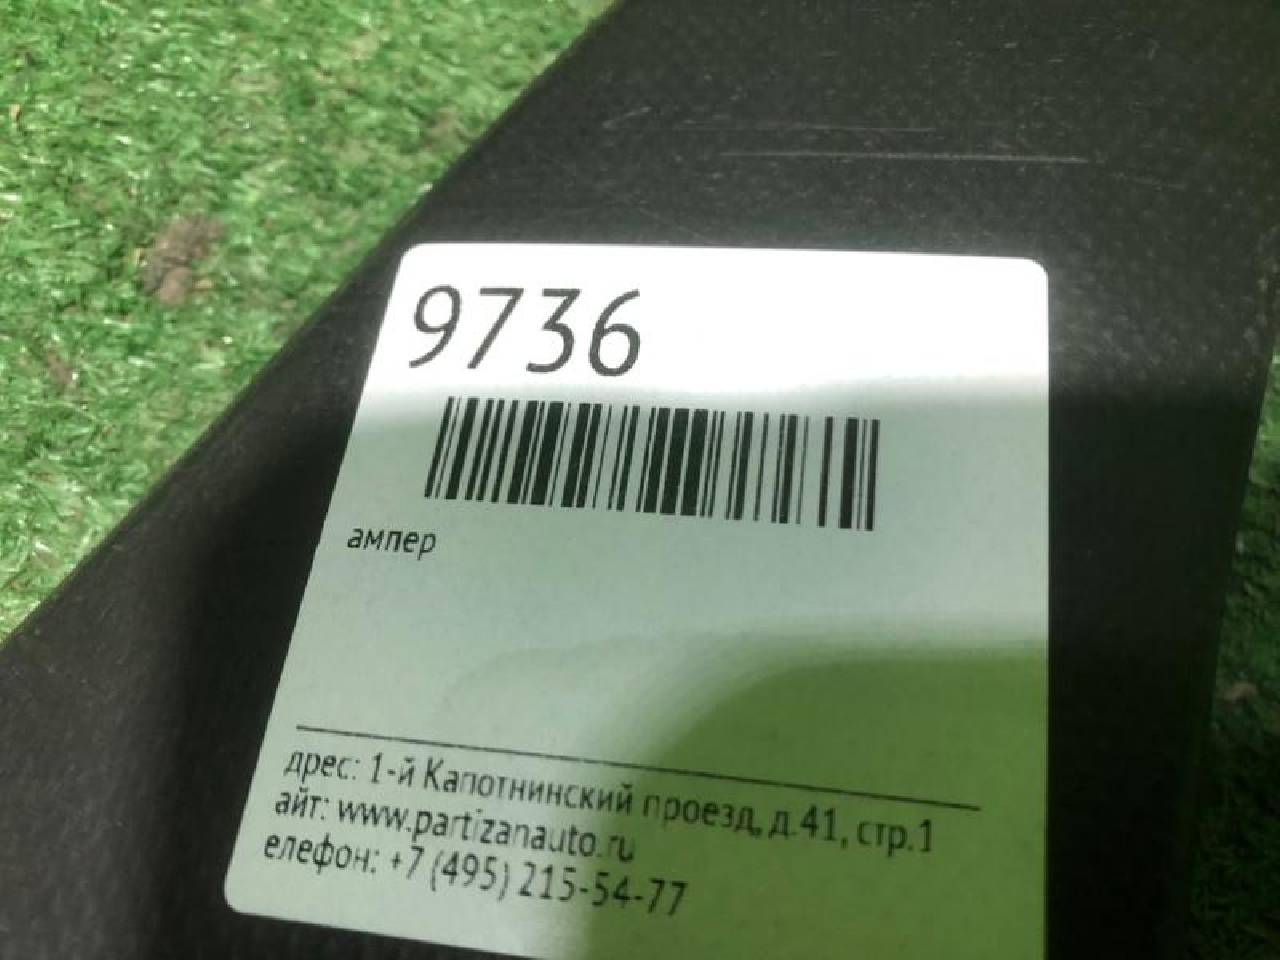 9736
ампер
дрес: 1-й Капотнинский проезд, д.41, стр.1
айт: www.partizanauto.ru
елефон: +7 (495) 215-54-77